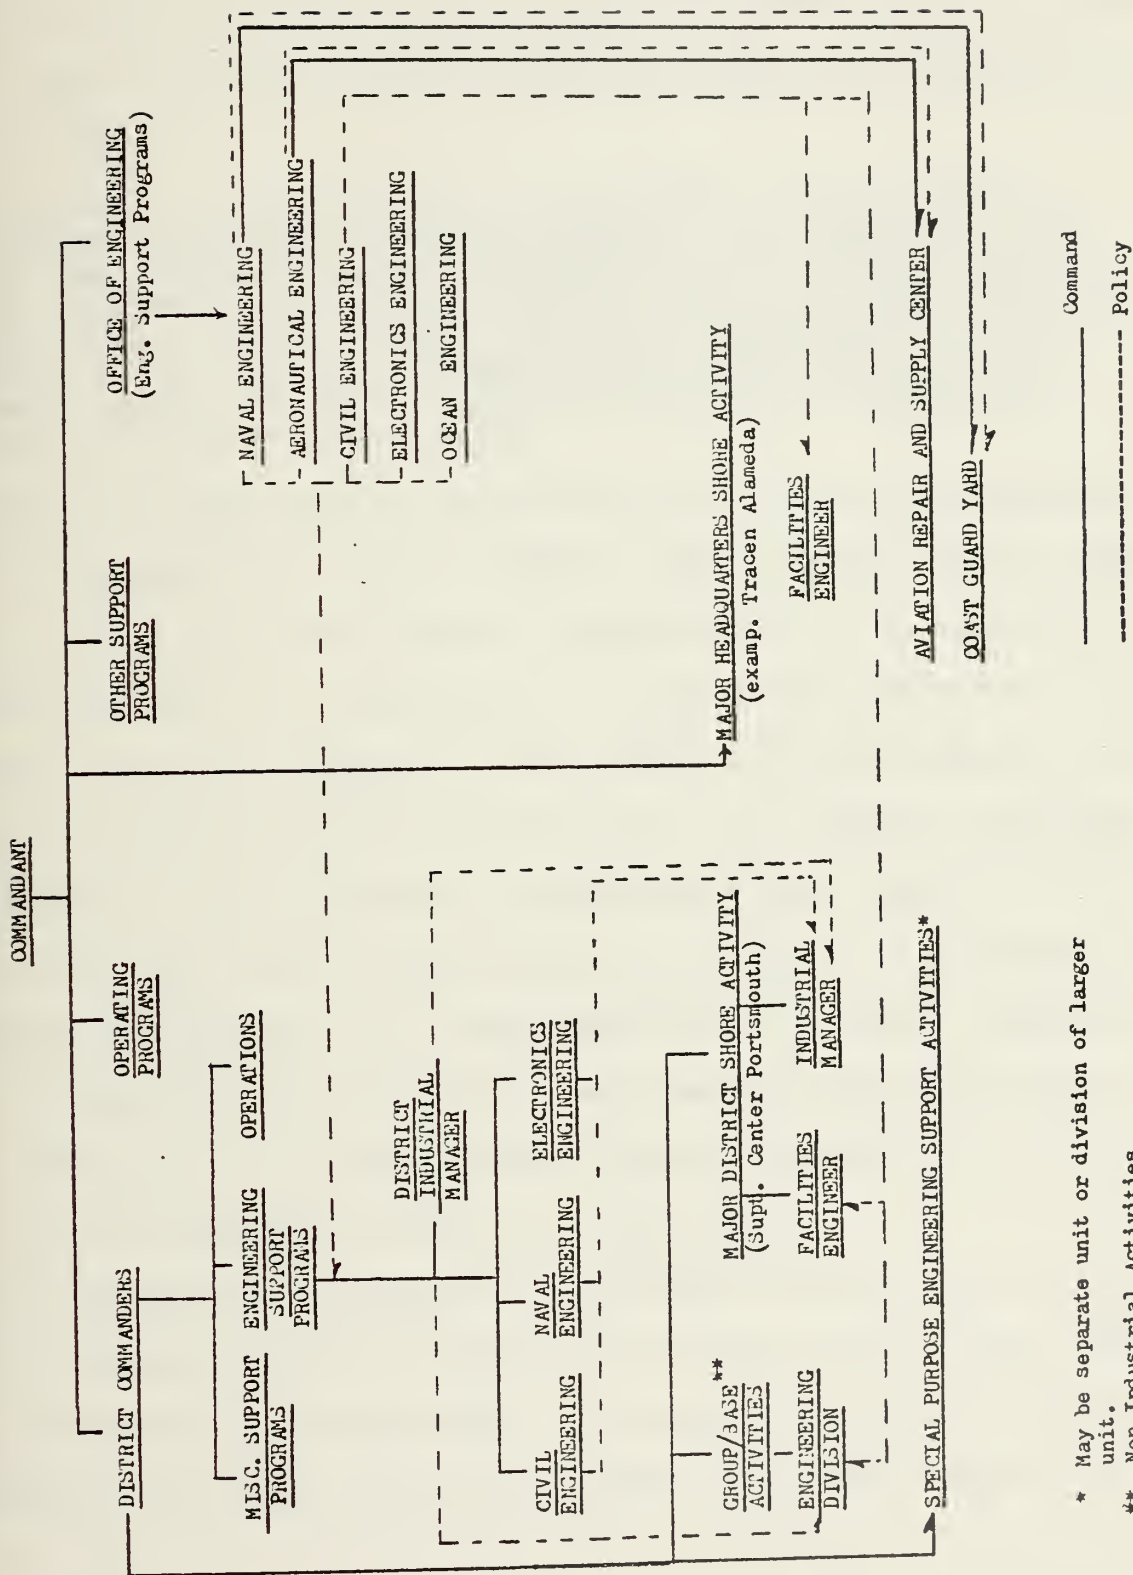 COMMANDANT
DISTRICT COMMANDERS
OPERATING
PROGRAMS
OTHER SUPPORT
PROGRAMS
OFFICE OF ENGINEERING
(Eng. Support Programs)
MISC. SUPPORT
PROGRAMS
ENGINEERING
SUPPORT
PROGRAMS
OPERATIONS
NAVAL ENGINEERING
AERONAUTICAL ENGINEERING
CIVIL ENGINEERING
ELECTRONICS ENGINEERING
OCEAN ENGINEERING
DISTRICT
INDUSTRIAL
MANAGER
CIVIL
ENGINEERING
NAVAL
ENGINEERING
ELECTRONICS
ENGINEERING
GROUP/BASE**
ACTIVITIES
ENGINEERING
DIVISION
MAJOR DISTRICT SHORE ACTIVITY
(Supt. Center Portsmouth)
FACILITIES
ENGINEER
INDUSTRIAL
MANAGER
MAJOR HEADQUARTERS SHORE ACTIVITY
(examp. Tracen Alameda)
FACILITIES
ENGINEER
SPECIAL PURPOSE ENGINEERING SUPPORT ACTIVITIES*
AVIATION REPAIR AND SUPPLY CENTER
COAST GUARD YARD
* May be separate unit or division of larger
unit.
** Non Industrial Activities
Command
Policy